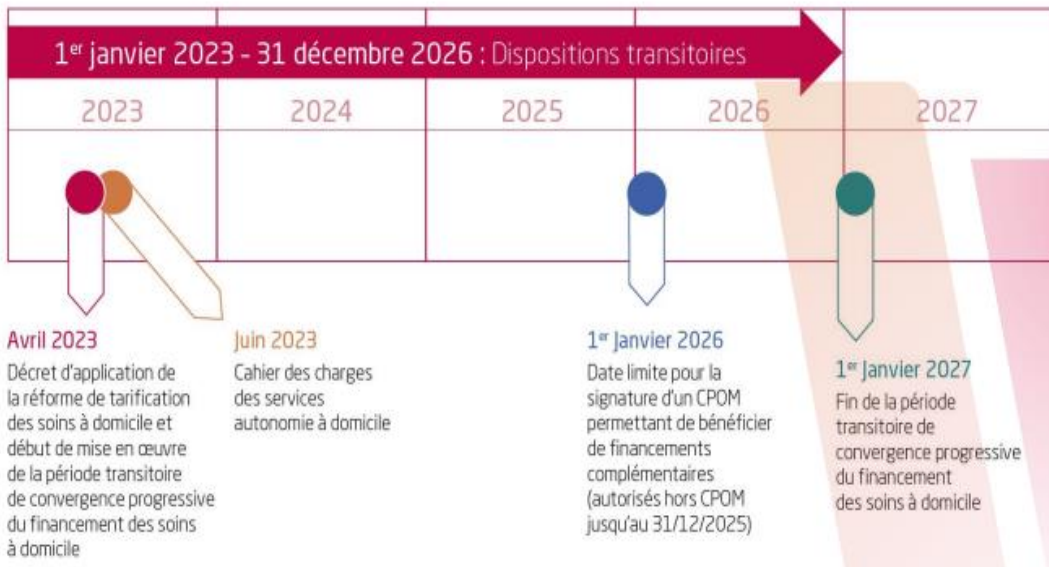 1er janvier 2023 - 31 décembre 2026 : Dispositions transitoires
2023
2024
2025
2026
2027
Avril 2023
Décret d'application de
la réforme de tarification
des soins à domicile et
début de mise en œuvre
de la période transitoire
de convergence progressive
du financement des soins
à domicile
Juin 2023
Cahier des charges
des services
autonomie à domicile
1er Janvier 2026
Date limite pour la
signature d'un CPOM
permettant de bénéficier
de financements
complémentaires
(autorisés hors CPOM
jusqu'au 31/12/2025)
1er Janvier 2027
Fin de la période
transitoire de
convergence progressive
du financement
des soins à domicile